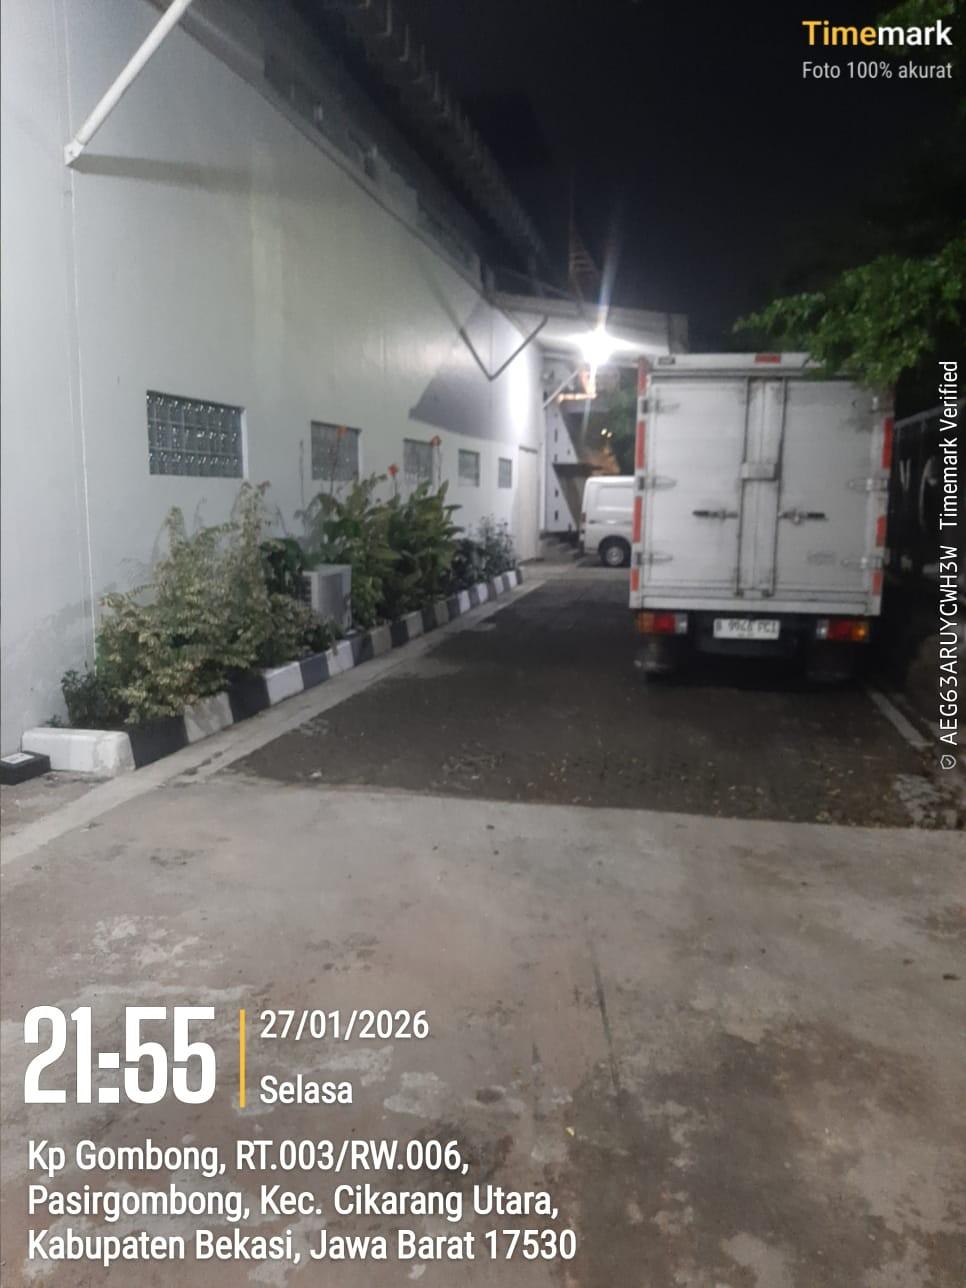 Timemark
Foto 100% akurat
AEG63ARUYCWH3W Timemark Verified
21:55
27/01/2026
Selasa
Kp Gombong, RT.003/RW.006,
Pasirgombong, Kec. Cikarang Utara,
Kabupaten Bekasi, Jawa Barat 17530